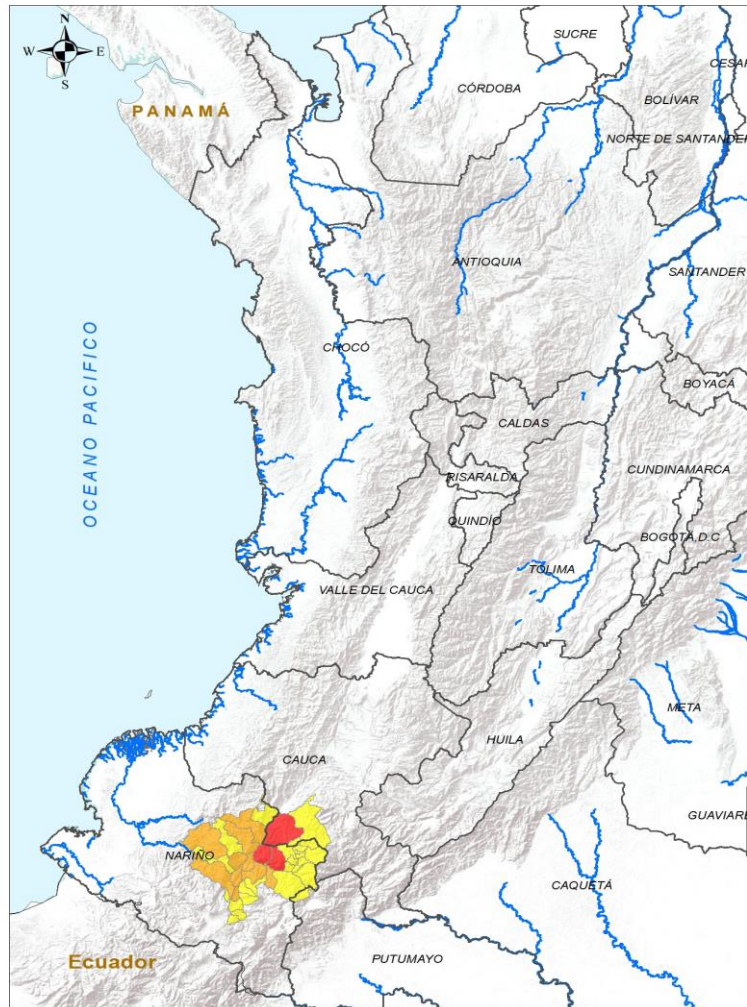 N
W E
S
SUCRE
CESAR
CÓRDOBA
BOLÍVAR
PANAMÁ
NORTE DE SANTANDER
ANTIOQUIA
SANTANDER
OCEANO PACIFICO
CHOCÓ
BOYACÁ
CALDAS
CUNDINAMARCA
RISARALDA
QUINDÍO
BOGOTÁ,D.C
TOLIMA
VALLE DEL CAUCA
META
HUILA
CAUCA
GUAVIARE
NARIÑO
CAQUETÁ
Ecuador
PUTUMAYO